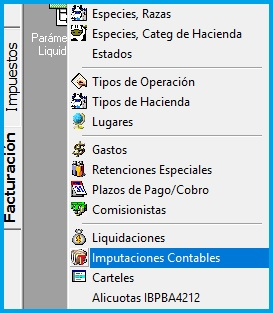 Impuestos
Facturación
Paráme
Liquid
Especies, Razas
Especies, Categ de Hacienda
Estados
Tipos de Operación
Tipos de Hacienda
Lugares
Gastos
Retenciones Especiales
Plazos de Pago/Cobro
Comisionistas
Liquidaciones
Imputaciones Contables
Carteles
Alicuotas IBPBA4212